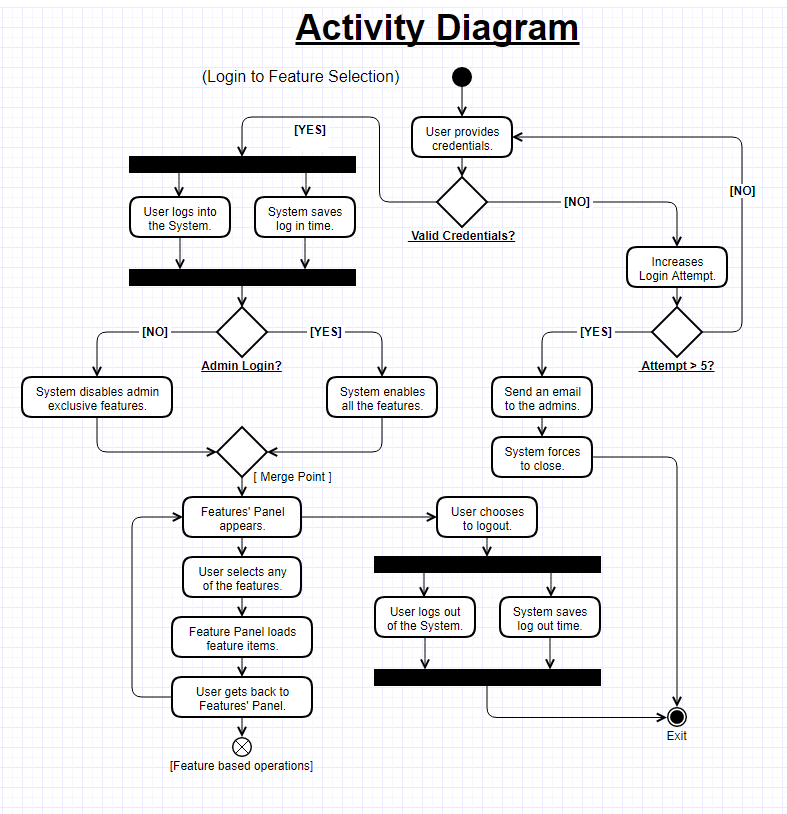 Activity Diagram
(Login to Feature Selection)
[YES]
User provides
credentials.
[NO]
[NO]
Valid Credentials?
User logs into
the System.
System saves
log in time.
Increases
Login Attempt.
[NO]
[YES]
Admin Login?
[YES]
Attempt > 5?
System disables admin
exclusive features.
System enables
all the features.
Send an email
to the admins.
System forces
to close.
[ Merge Point ]
Features' Panel
appears.
User chooses
to logout.
User selects any
of the features.
User logs out
of the System.
System saves
log out time.
Feature Panel loads
feature items.
User gets back to
Features' Panel.
Exit
[Feature based operations]